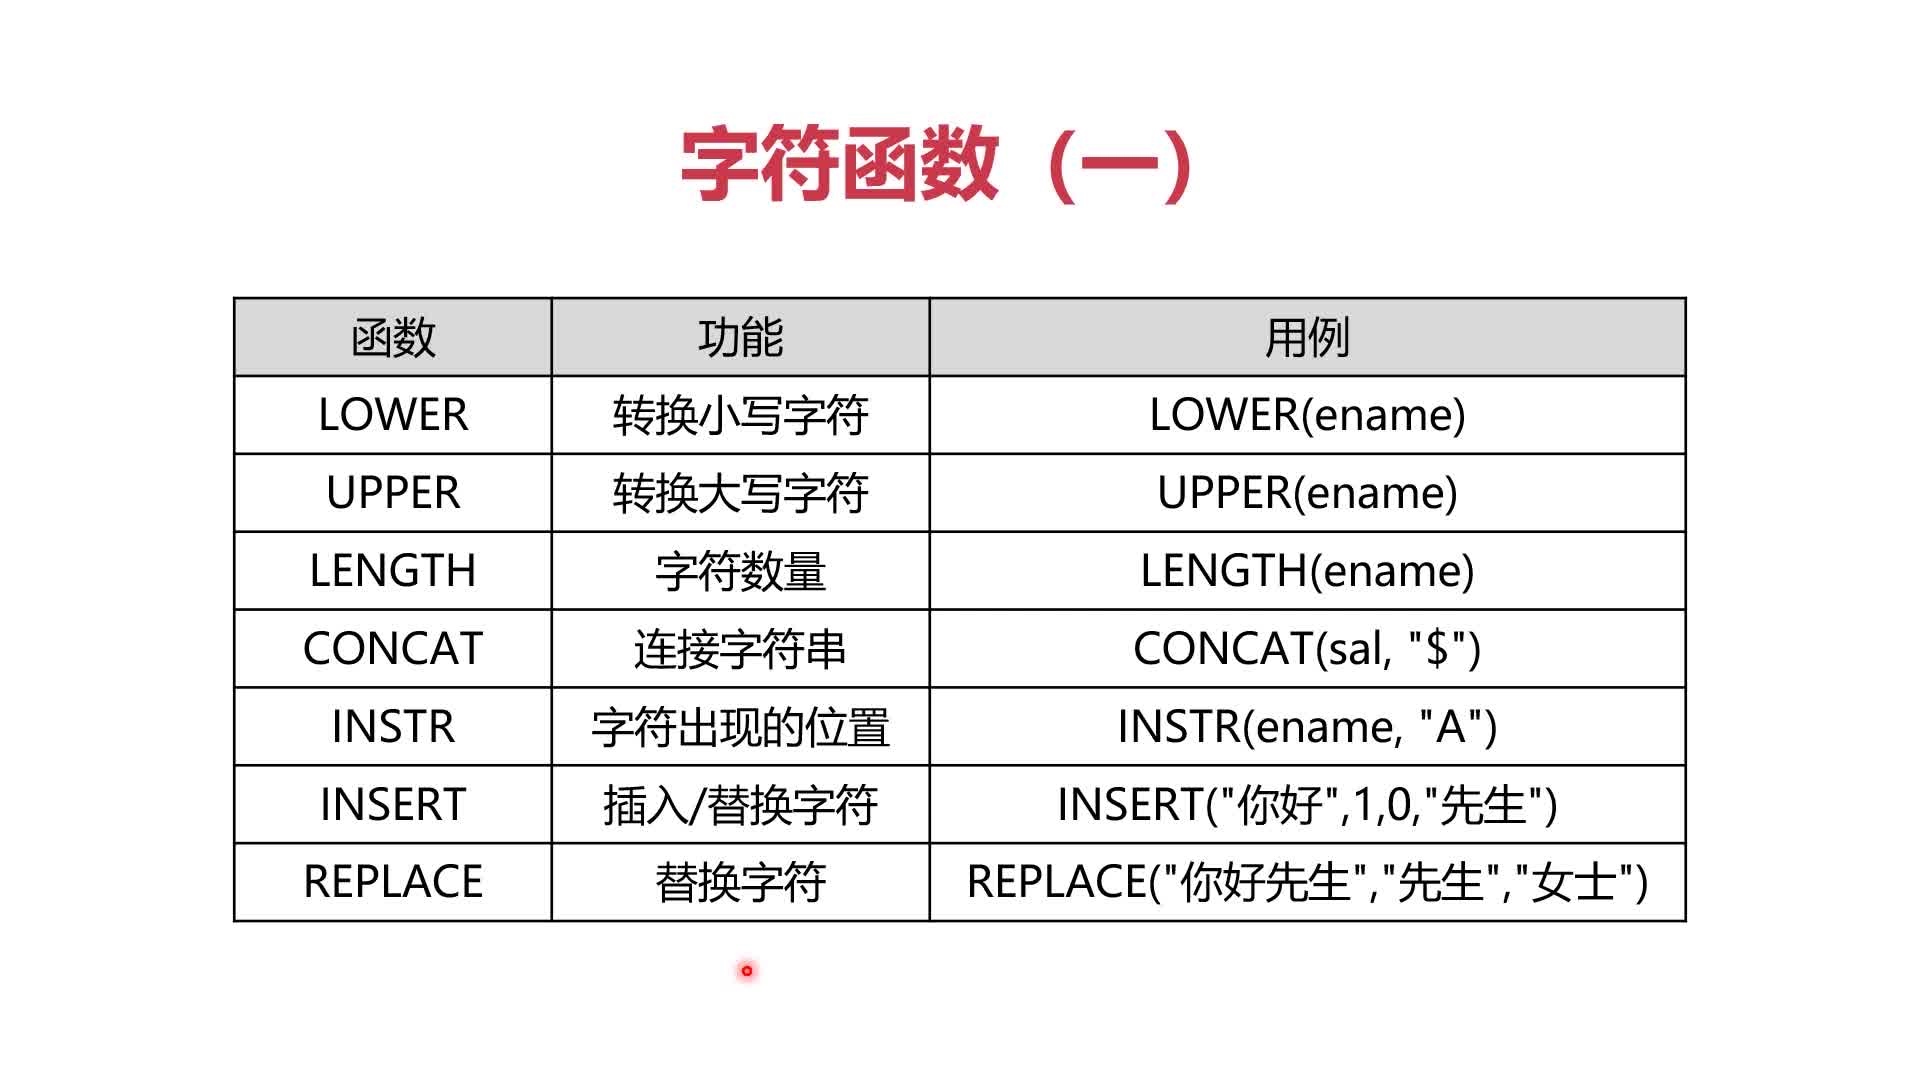 字符函数（一）
函数 功能 用例
LOWER 转换小写字符 LOWER(ename)
UPPER 转换大写字符 UPPER(ename)
LENGTH 字符数量 LENGTH(ename)
CONCAT 连接字符串 CONCAT(sal, "$")
INSTR 字符出现的位置 INSTR(ename, "A")
INSERT 插入/替换字符 INSERT("你好",1,0,"先生")
REPLACE 替换字符 REPLACE("你好先生","先生","女士")